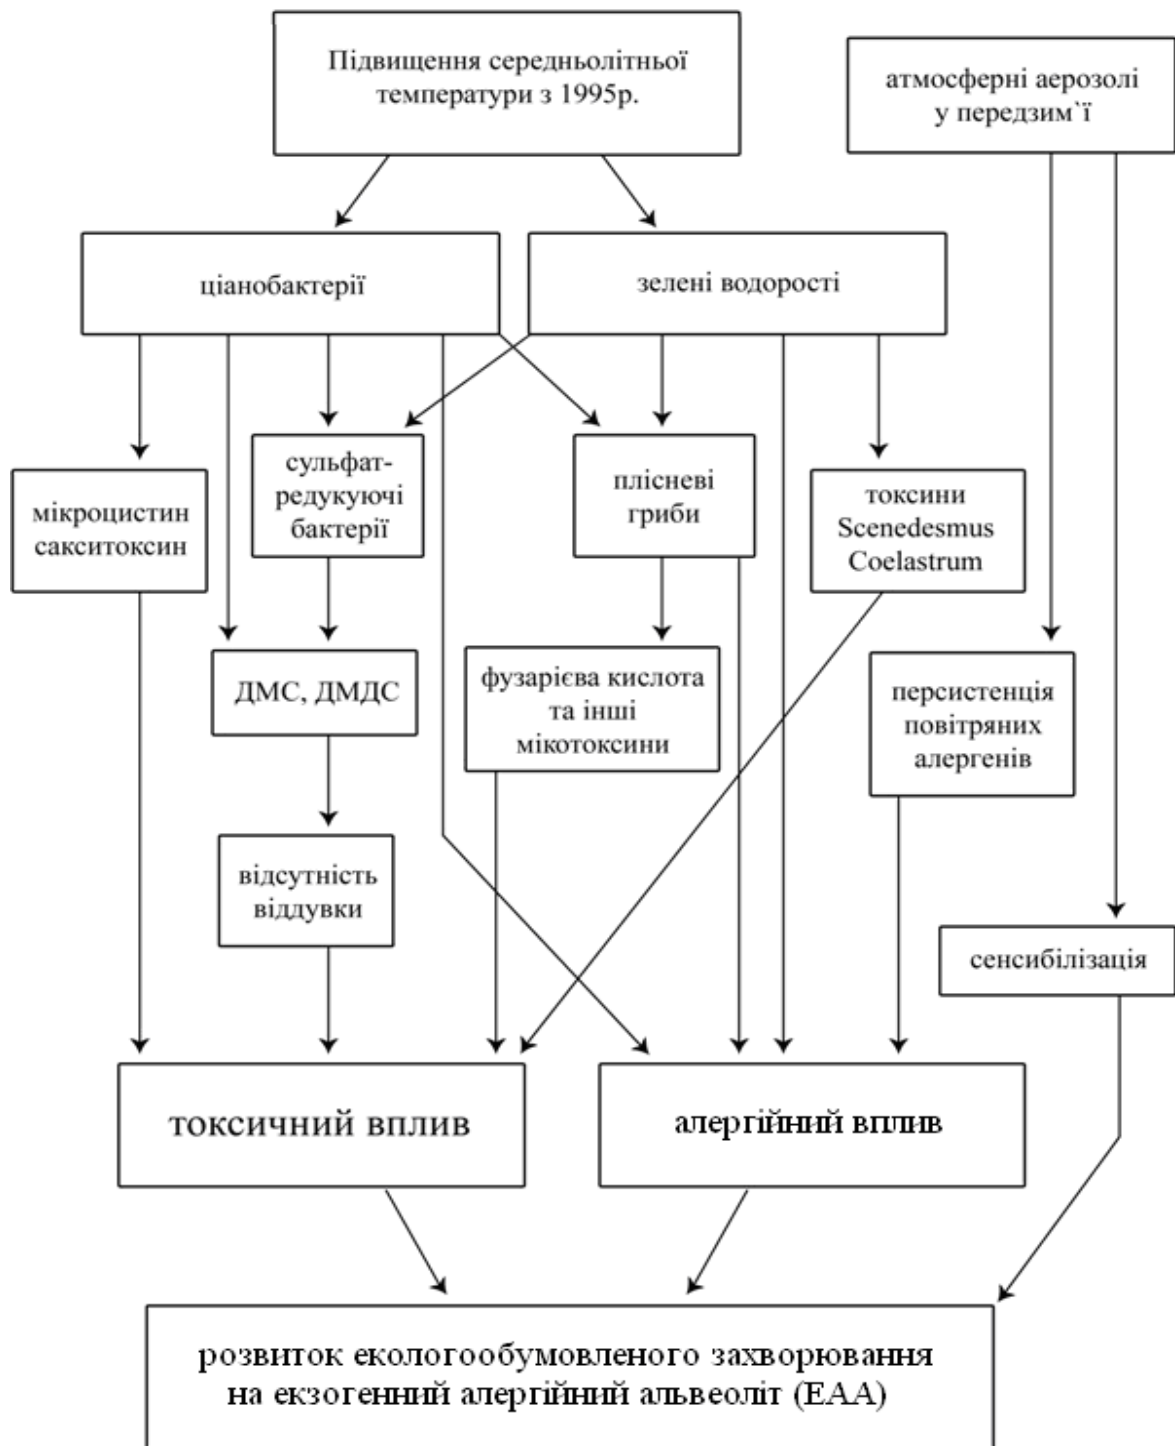 Підвищення середньолітньої
температури з 1995р.
атмосферні аерозолі
у передзим`ї
ціанобактерії
зелені водорості
мікроцистин
сакситоксин
сульфат-
редукуючі
бактерії
плісневі
гриби
токсини
Scenedesmus
Coelastrum
ДМС, ДМДС
фузарієва кислота
та інші
мікотоксини
персистенція
повітряних
алергенів
відсутність
віддувки
сенсибілізація
токсичний вплив
алергійний вплив
розвиток екологообумовленого захворювання
на екзогенний алергійний альвеоліт (ЕАА)